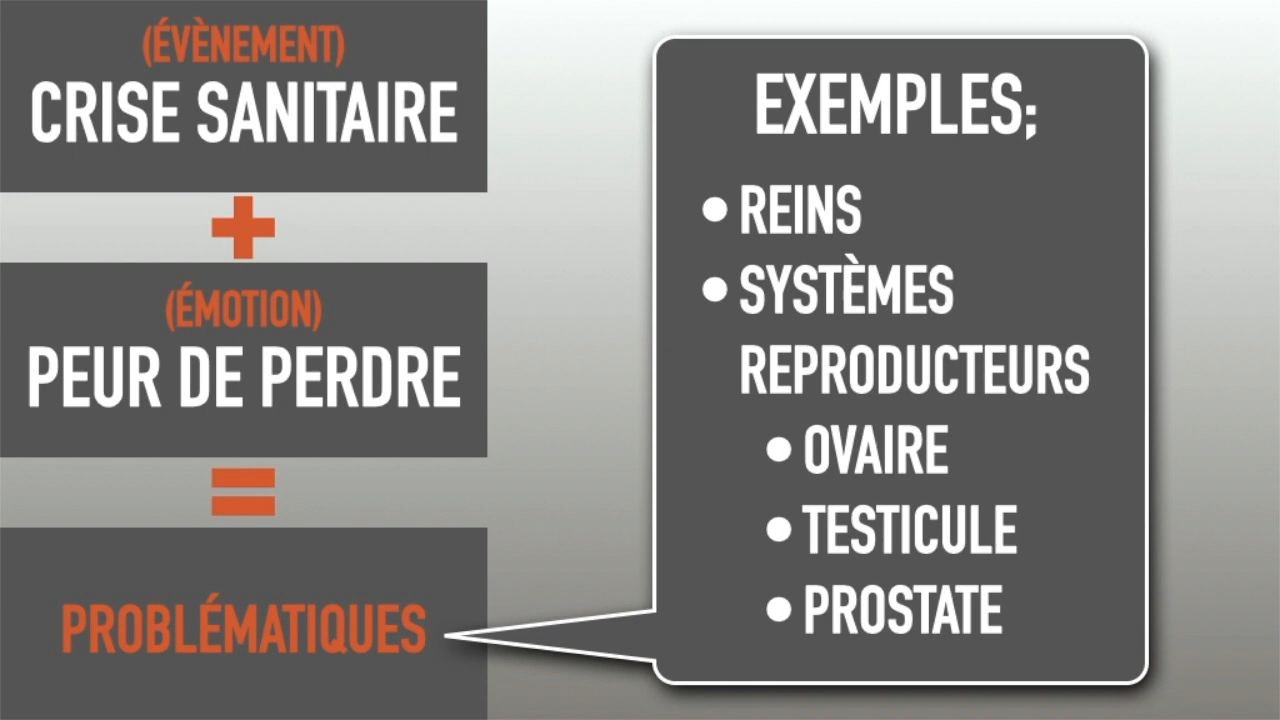 (ÉVÈNEMENT)
CRISE SANITAIRE
+
(ÉMOTION)
PEUR DE PERDRE
=
PROBLÉMATIQUES
EXEMPLES;
• REINS
• SYSTÈMES
REPRODUCTEURS
• OVAIRE
• TESTICULE
• PROSTATE